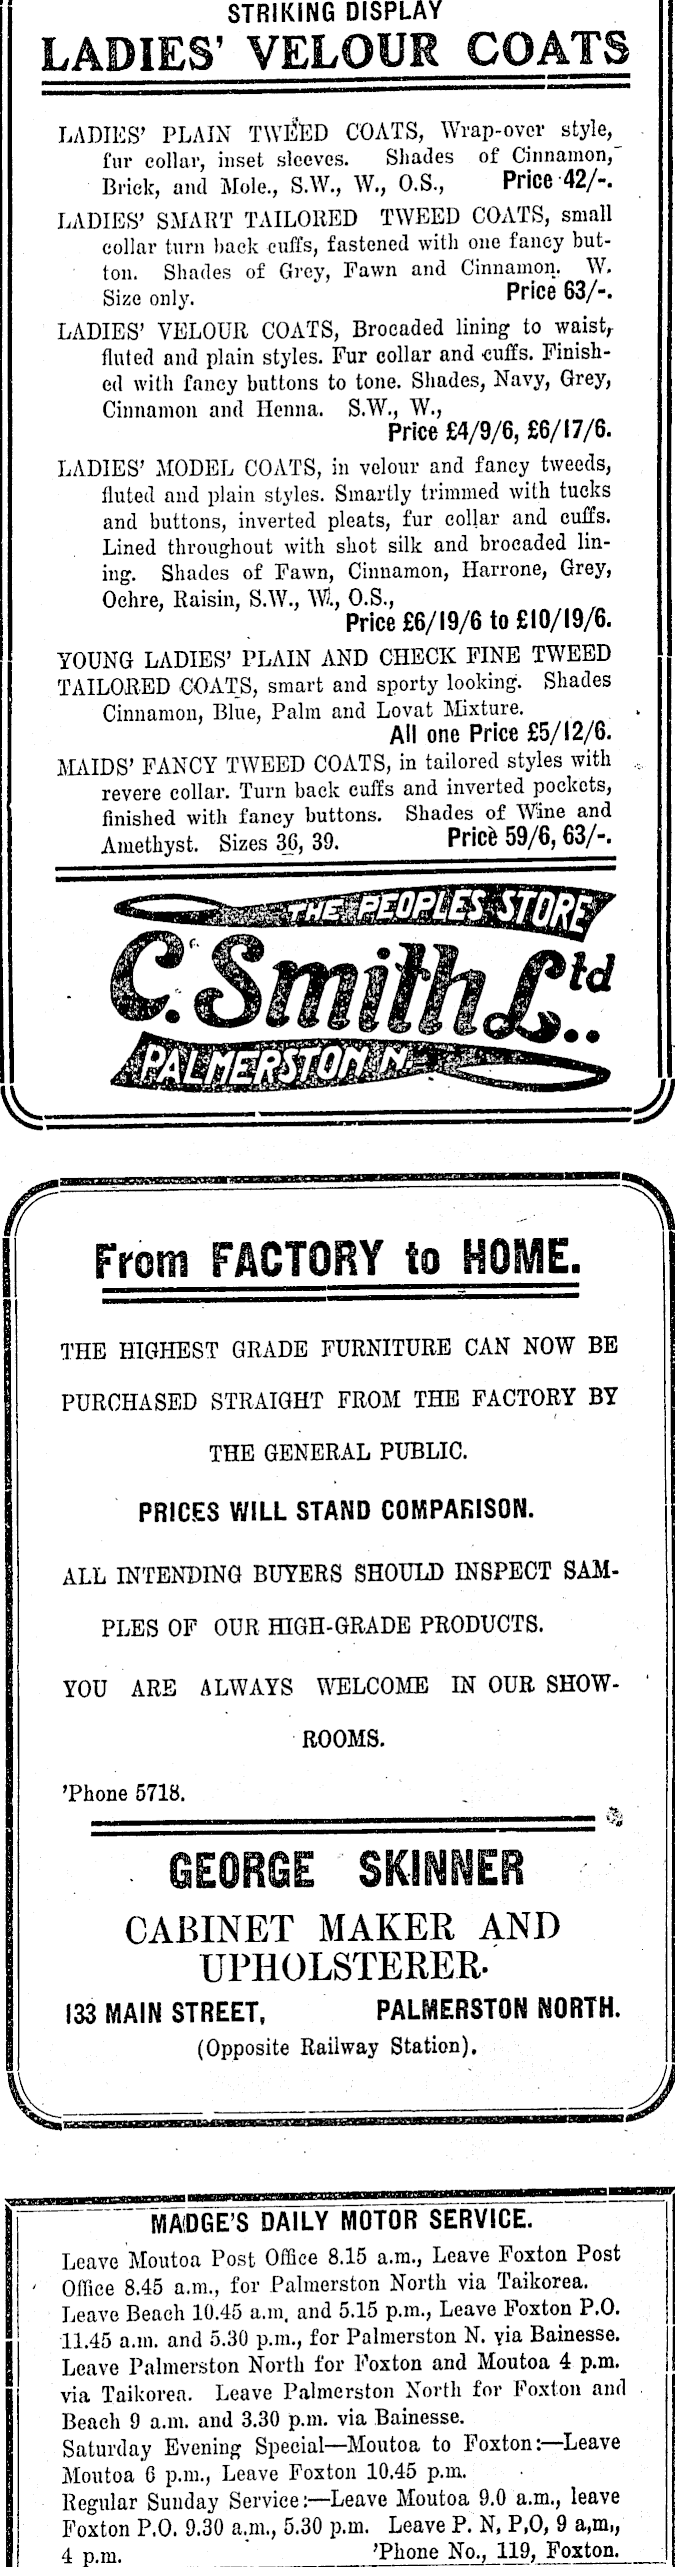 STRIKING DISPLAY
LADIES' VELOUR COATS
LADIES' PLAIN TWEED COATS, Wrap-over style,
fur collar, inset sleeves. Shades of Cinnamon,
Brick, and Mole., S.W., W., O.S., Price 42/-.
LADIES' SMART TAILORED TWEED COATS, small
collar turn back cuffs, fastened with one fancy but-
ton. Shades of Grey, Fawn and Cinnamon. W.
Size only. Price 63/-.
LADIES' VELOUR COATS, Brocaded lining to waist,
fluted and plain styles. Fur collar and cuffs. Finish-
ed with fancy buttons to tone. Shades, Navy, Grey,
Cinnamon and Henna. S.W., W.,
Price £4/9/6, £6/17/6.
LADIES' MODEL COATS, in velour and fancy tweeds,
fluted and plain styles. Smartly trimmed with tucks
and buttons, inverted pleats, fur collar and cuffs.
Lined throughout with shot silk and brocaded lin-
ing. Shades of Fawn, Cinnamon, Harrone, Grey,
Ochre, Raisin, S.W., W., O.S.,
Price £6/19/6 to £10/19/6.
YOUNG LADIES' PLAIN AND CHECK FINE TWEED
TAILORED COATS, smart and sporty looking. Shades
Cinnamon, Blue, Palm and Lovat Mixture.
All one Price £5/12/6.
MAIDS' FANCY TWEED COATS, in tailored styles with
revere collar. Turn back cuffs and inverted pockets,
finished with fancy buttons. Shades of Wine and
Amethyst. Sizes 36, 39. Price 59/6, 63/-.
THE PEOPLES STORE
C. Smith Ltd..
PALMERSTON N.
From FACTORY to HOME.
THE HIGHEST GRADE FURNITURE CAN NOW BE
PURCHASED STRAIGHT FROM THE FACTORY BY
THE GENERAL PUBLIC.
PRICES WILL STAND COMPARISON.
ALL INTENDING BUYERS SHOULD INSPECT SAM-
PLES OF OUR HIGH-GRADE PRODUCTS.
YOU ARE ALWAYS WELCOME IN OUR SHOW-
ROOMS.
'Phone 5718.
GEORGE SKINNER
CABINET MAKER AND
UPHOLSTERER.
133 MAIN STREET, PALMERSTON NORTH.
(Opposite Railway Station).
MADGE'S DAILY MOTOR SERVICE.
Leave Moutoa Post Office 8.15 a.m., Leave Foxton Post
Office 8.45 a.m., for Palmerston North via Taikorea.
Leave Beach 10.45 a.m. and 5.15 p.m., Leave Foxton P.O.
11.45 a.m. and 5.30 p.m., for Palmerston N. via Bainesse.
Leave Palmerston North for Foxton and Moutoa 4 p.m.
via Taikorea. Leave Palmerston North for Foxton and
Beach 9 a.m. and 3.30 p.m. via Bainesse.
Saturday Evening Special—Moutoa to Foxton:—Leave
Moutoa 6 p.m., Leave Foxton 10.45 p.m.
Regular Sunday Service:—Leave Moutoa 9.0 a.m., leave
Foxton P.O. 9.30 a.m., 5.30 p.m. Leave P. N, P,O, 9 a,m,,
4 p.m. 'Phone No., 119, Foxton.